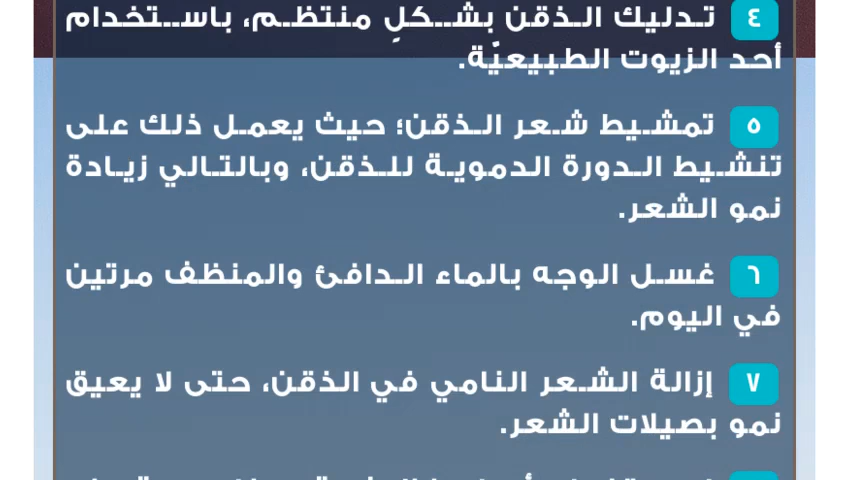 ٤ تدليك الذقن بشكلٍ منتظم، باستخدام
أحد الزيوت الطبيعيّة.
٥ تمشيط شعر الذقن؛ حيث يعمل ذلك على
تنشيط الدورة الدموية للذقن، وبالتالي زيادة
نمو الشعر.
٦ غسل الوجه بالماء الدافئ والمنظف مرتين
في اليوم.
٧ إزالة الشعر النامي في الذقن، حتى لا يعيق
نمو بصيلات الشعر.